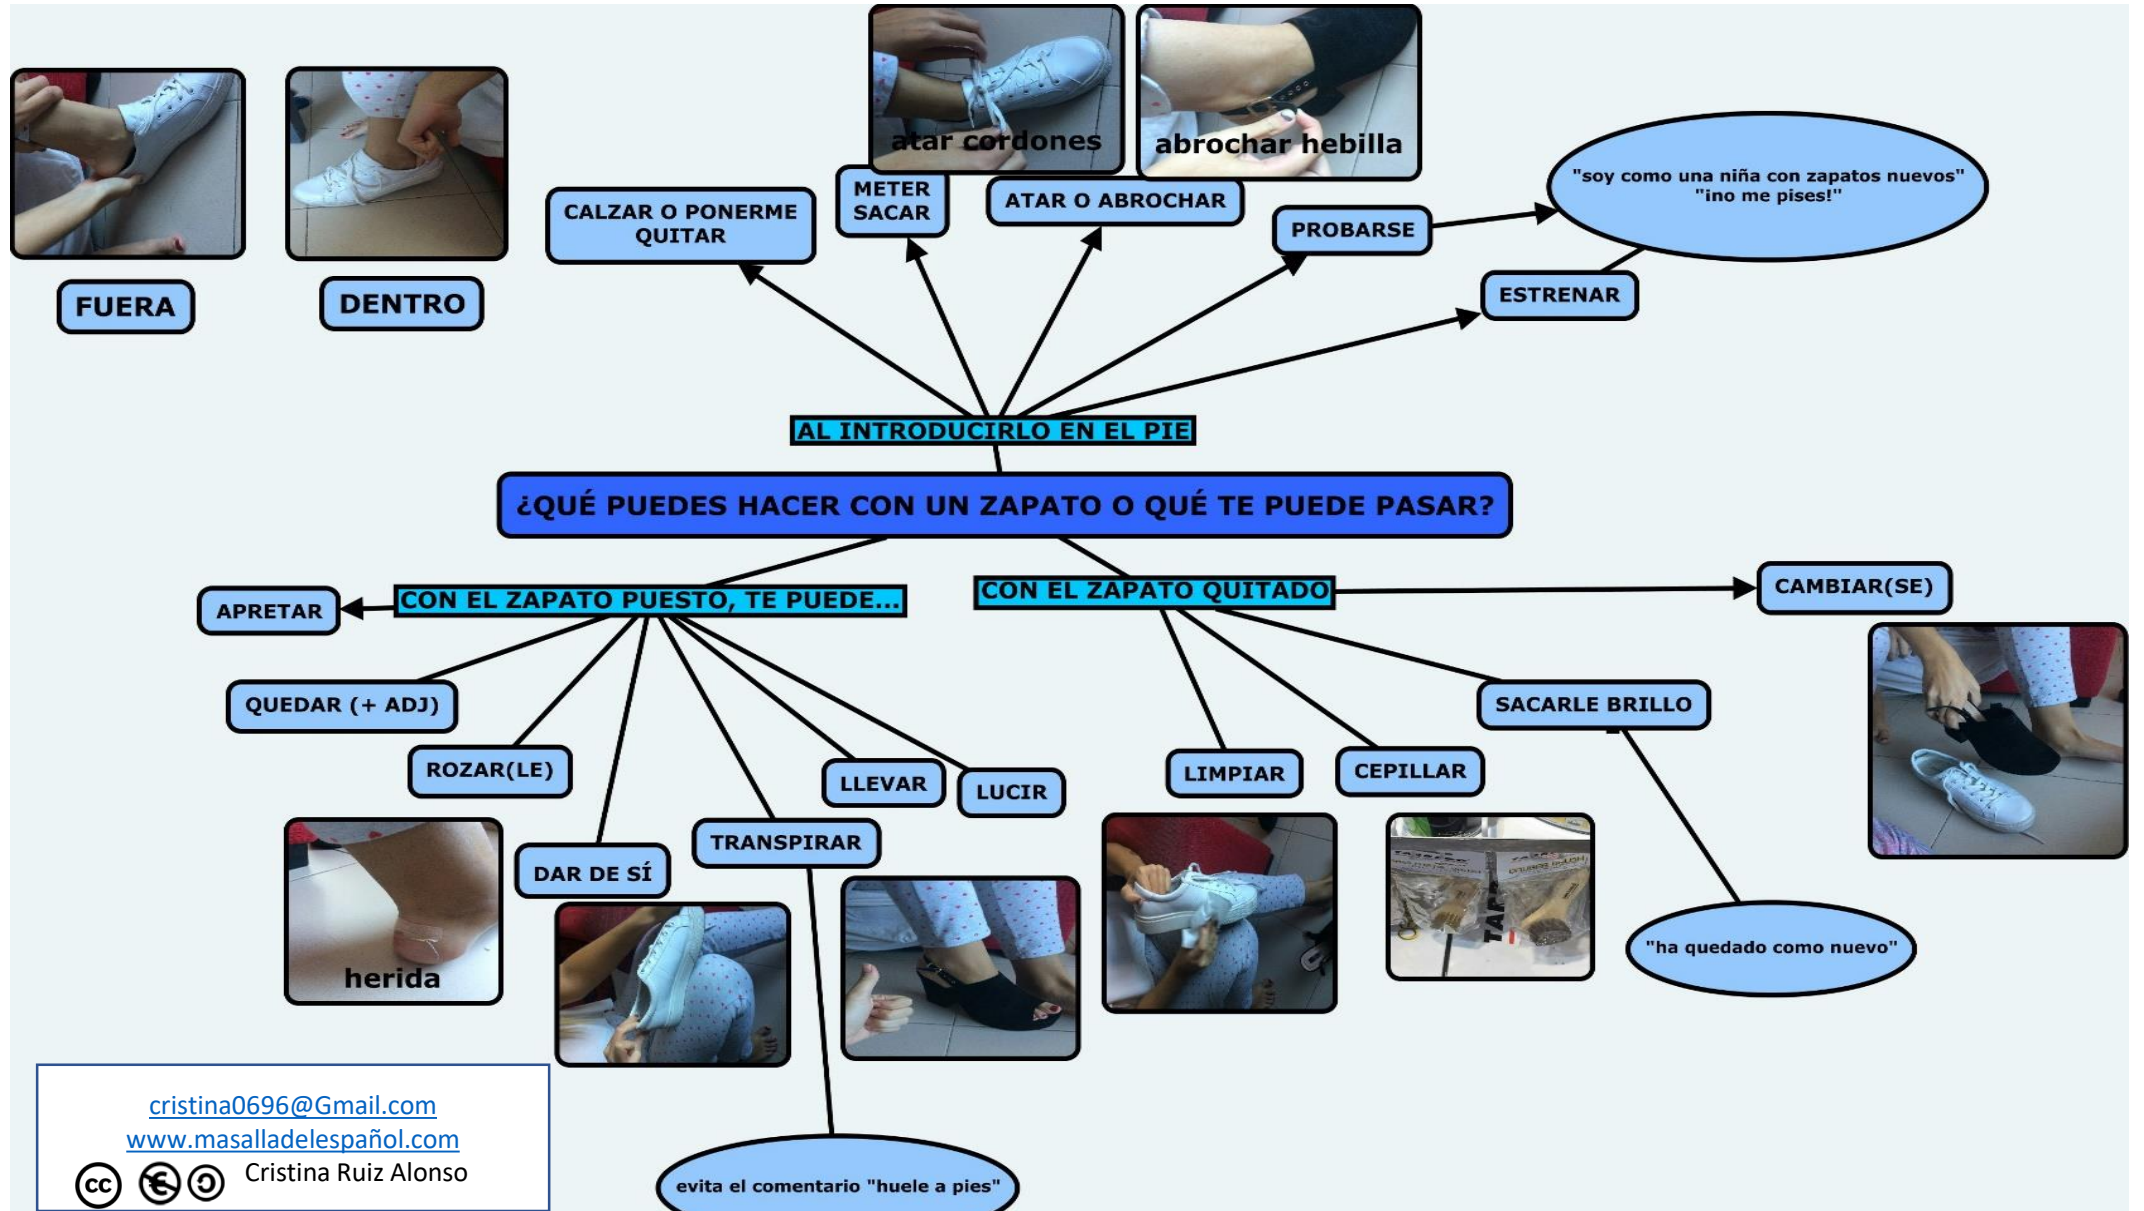 atar cordones
abrochar hebilla
FUERA
DENTRO
CALZAR O PONERME
QUITAR
METER
SACAR
ATAR O ABROCHAR
PROBARSE
"soy como una niña con zapatos nuevos"
"¡no me pises!"
ESTRENAR
AL INTRODUCIRLO EN EL PIE
¿QUÉ PUEDES HACER CON UN ZAPATO O QUÉ TE PUEDE PASAR?
CON EL ZAPATO PUESTO, TE PUEDE...
APRETAR
QUEDAR (+ ADJ)
ROZAR(LE)
herida
DAR DE SÍ
TRANSPIRAR
evita el comentario "huele a pies"
LLEVAR
LUCIR
CON EL ZAPATO QUITADO
CAMBIAR(SE)
SACARLE BRILLO
"ha quedado como nuevo"
LIMPIAR
CEPILLAR
cristina0696@Gmail.com
www.masalladelespañol.com
cc
Cristina Ruiz Alonso